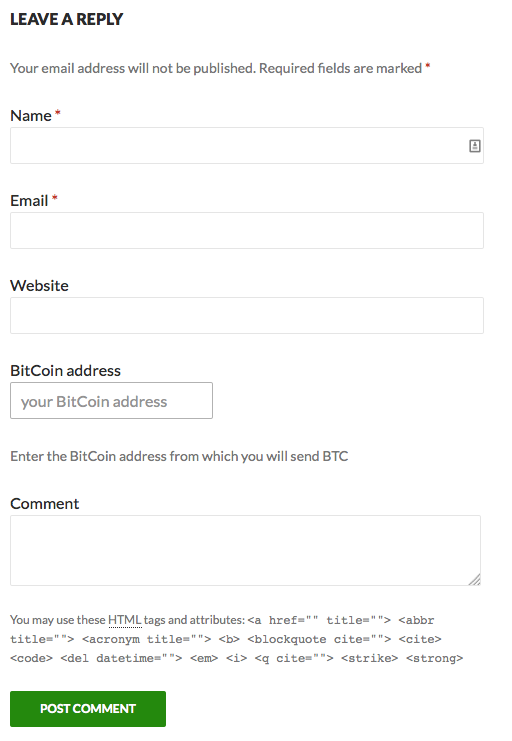 LEAVE A REPLY
Your email address will not be published. Required fields are marked *
Name *
Email *
Website
BitCoin address
your BitCoin address
Enter the BitCoin address from which you will send BTC
Comment
You may use these HTML tags and attributes: <a href="" title=""> <abbr
title=""> <acronym title=""> <b> <blockquote cite=""> <cite>
<code> <del datetime=""> <em> <i> <q cite=""> <strike> <strong>
POST COMMENT